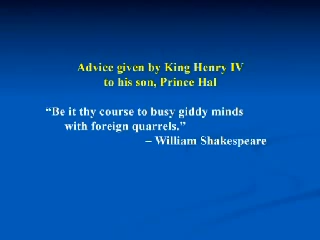 Advice given by King Henry IV
to his son, Prince Hal
“Be it thy course to busy giddy minds
with foreign quarrels.”
– William Shakespeare